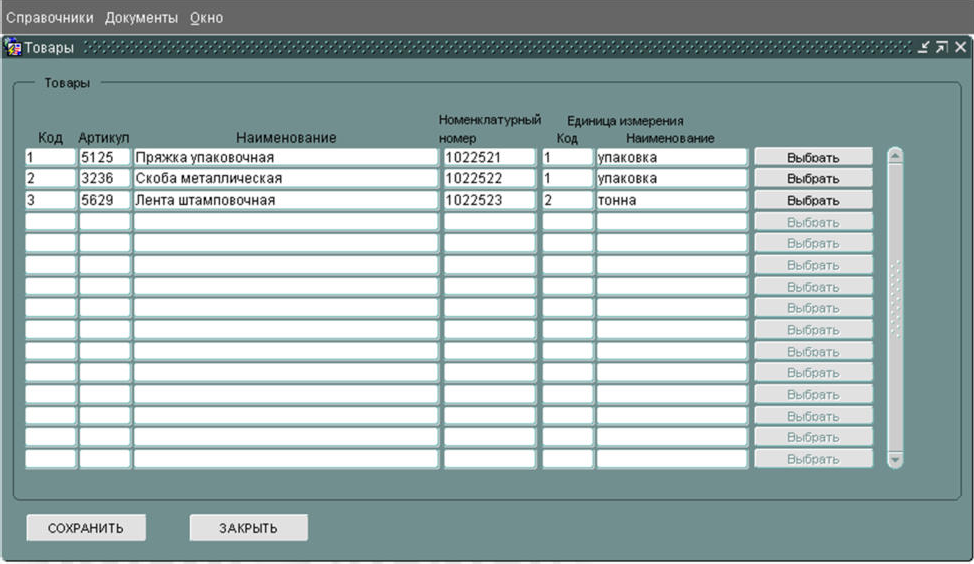 Справочники Документы Окно
Товары
Товары
Номенклатурный Единица измерения
Код Артикул Наименование номер Код Наименование
1 5125 Пряжка упаковочная 1022521 1 упаковка Выбрать
2 3236 Скоба металлическая 1022522 1 упаковка Выбрать
3 5629 Лента штамповочная 1022523 2 тонна Выбрать
Выбрать
Выбрать
Выбрать
Выбрать
Выбрать
Выбрать
Выбрать
Выбрать
Выбрать
Выбрать
Выбрать
Выбрать
СОХРАНИТЬ ЗАКРЫТЬ